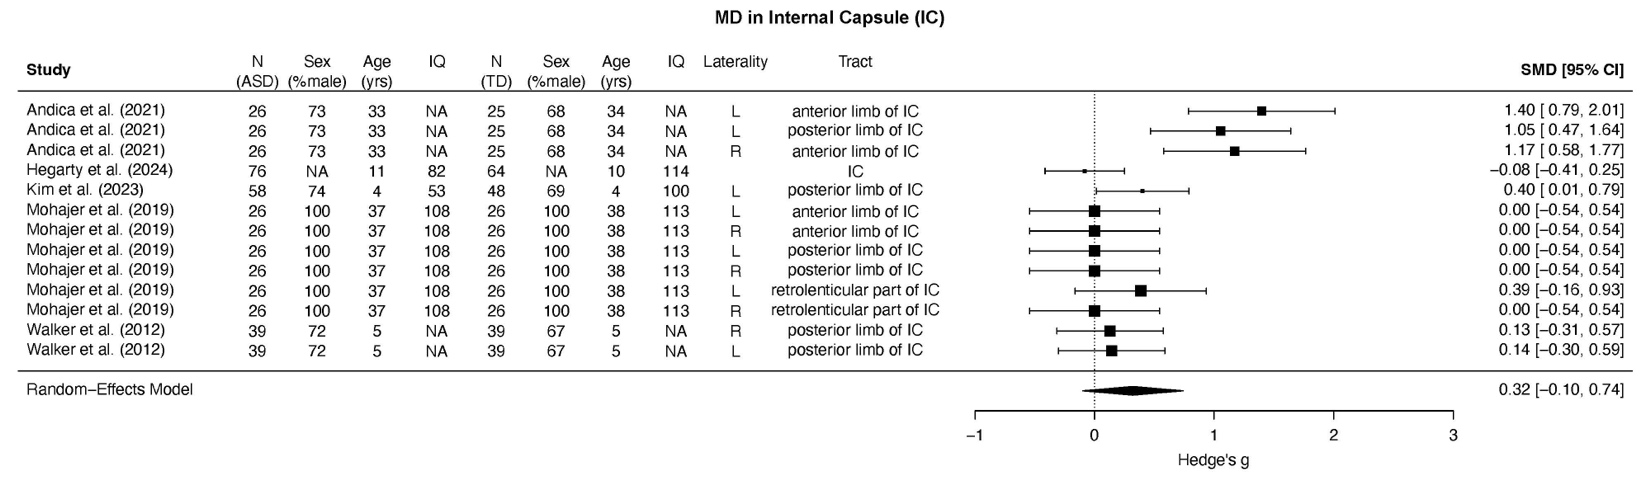 MD in Internal Capsule (IC)
N Sex Age IQ N Sex Age IQ Laterality Tract
Study (ASD) (%male) (yrs) (TD) (%male) (yrs) SMD [95% CI]
Andica et al. (2021) 26 73 33 NA 25 68 34 NA L anterior limb of IC 1.40 [ 0.79, 2.01]
Andica et al. (2021) 26 73 33 NA 25 68 34 NA L posterior limb of IC 1.05 [ 0.47, 1.64]
Andica et al. (2021) 26 73 33 NA 25 68 34 NA R anterior limb of IC 1.17 [ 0.58, 1.77]
Hegarty et al. (2024) 76 NA 11 82 64 NA 10 114 IC −0.08 [−0.41, 0.25]
Kim et al. (2023) 58 74 4 53 48 69 4 100 L posterior limb of IC 0.40 [ 0.01, 0.79]
Mohajer et al. (2019) 26 100 37 108 26 100 38 113 L anterior limb of IC 0.00 [−0.54, 0.54]
Mohajer et al. (2019) 26 100 37 108 26 100 38 113 R anterior limb of IC 0.00 [−0.54, 0.54]
Mohajer et al. (2019) 26 100 37 108 26 100 38 113 L posterior limb of IC 0.00 [−0.54, 0.54]
Mohajer et al. (2019) 26 100 37 108 26 100 38 113 R posterior limb of IC 0.00 [−0.54, 0.54]
Mohajer et al. (2019) 26 100 37 108 26 100 38 113 L retrolenticular part of IC 0.39 [−0.16, 0.93]
Mohajer et al. (2019) 26 100 37 108 26 100 38 113 R retrolenticular part of IC 0.00 [−0.54, 0.54]
Walker et al. (2012) 39 72 5 NA 39 67 5 NA R posterior limb of IC 0.13 [−0.31, 0.57]
Walker et al. (2012) 39 72 5 NA 39 67 5 NA L posterior limb of IC 0.14 [−0.30, 0.59]
Random−Effects Model 0.32 [−0.10, 0.74]
−1 0 1 2 3
Hedge's g